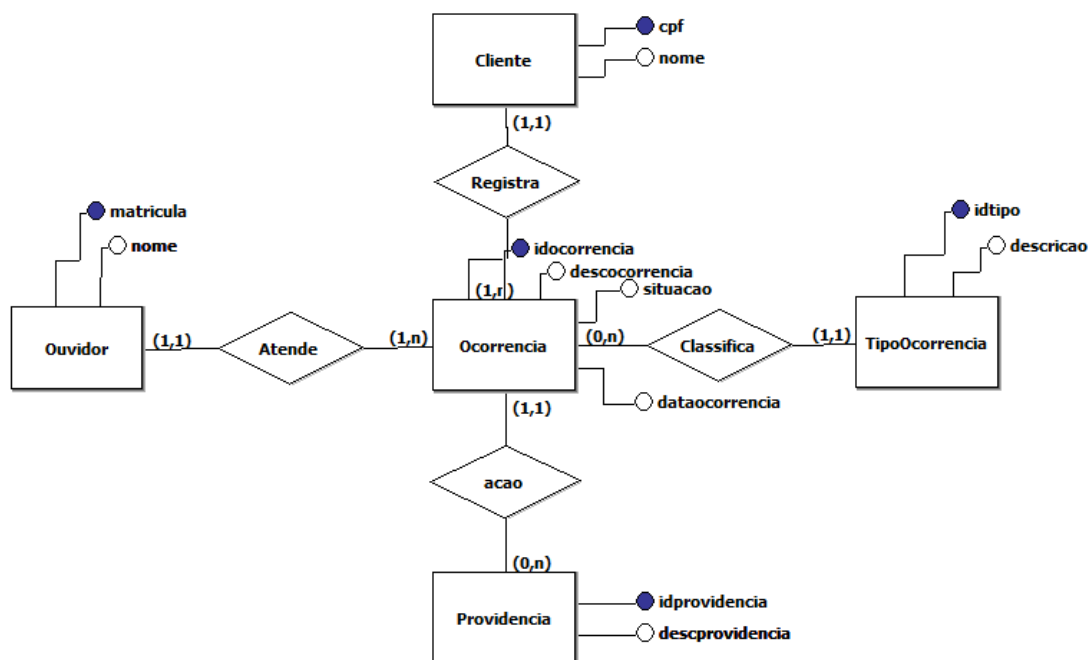 cpf
Cliente
nome
(1,1)
Registra
matricula
nome
idocorrencia
descocorrencia
situacao
(1,n)
idtipo
descricao
Ouvidor
(1,1)
Atende
(1,n)
Ocorrencia
(0,n)
Classifica
(1,1)
TipoOcorrencia
dataocorrencia
(1,1)
acao
(0,n)
Providencia
idprovidencia
descprovidencia